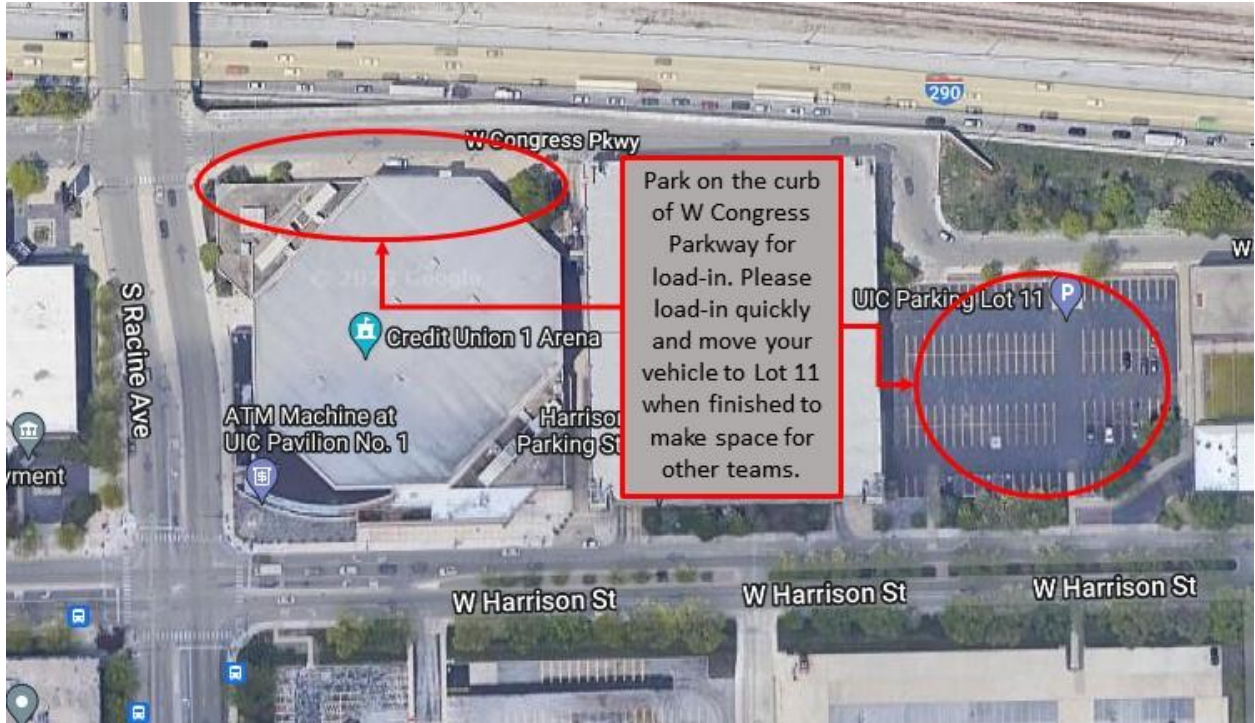 290
W Congress Pkwy
Park on the curb
of W Congress
Parkway for
load-in. Please
load-in quickly
and move your
vehicle to Lot 11
when finished to
make space for
other teams.
W
UIC Parking Lot 11
P
S Racine Ave
Credit Union 1 Arena
ATM Machine at
UIC Pavilion No. 1
$
Parking
yment
W Harrison St
W Harrison St
W Harrison St